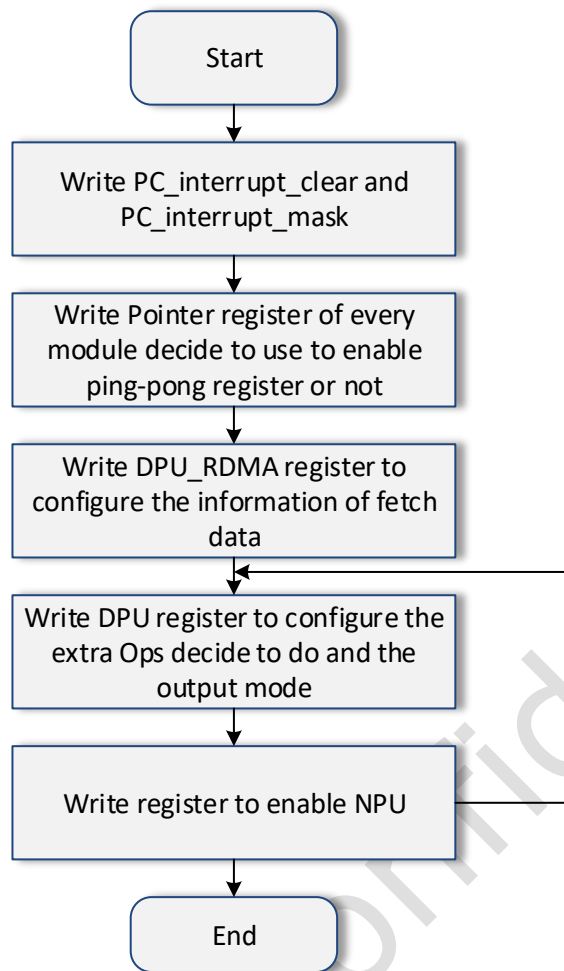 Start
Write PC_interrupt_clear and
PC_interrupt_mask
Write Pointer register of every
module decide to use to enable
ping-pong register or not
Write DPU_RDMA register to
configure the information of fetch
data
Write DPU register to configure the
extra Ops decide to do and the
output mode
Write register to enable NPU
End